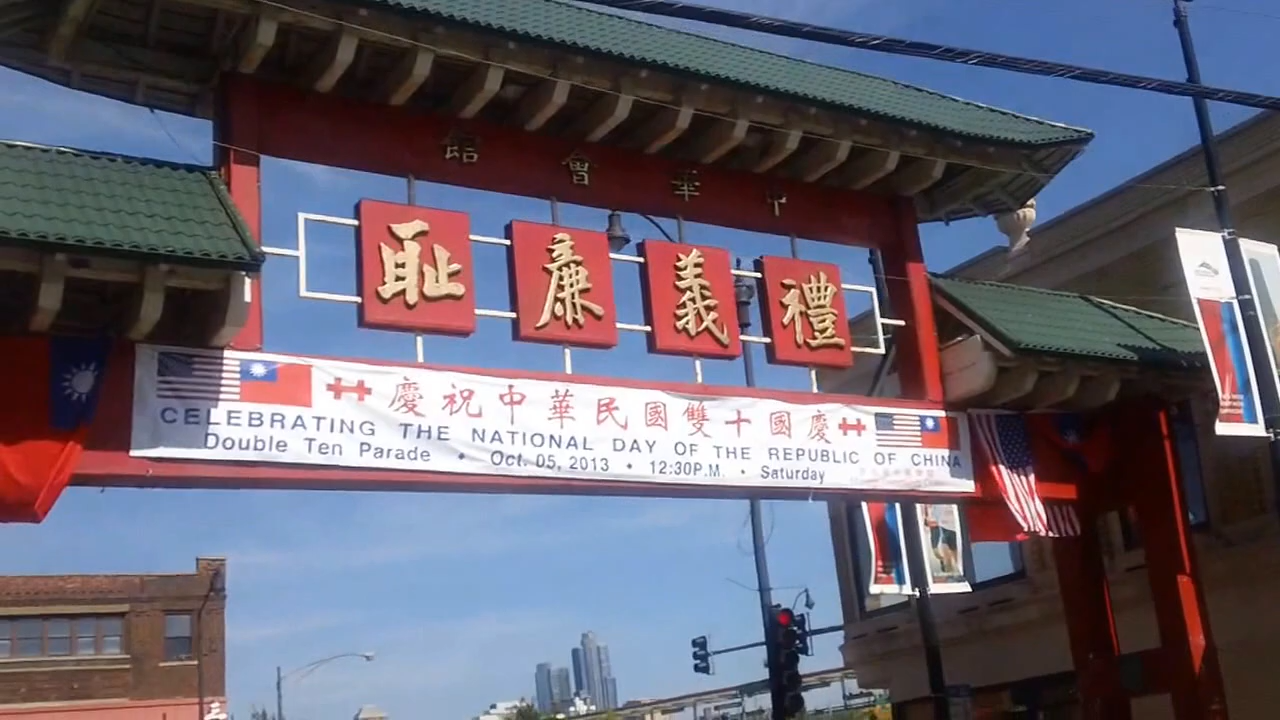 中華會館
禮義廉耻
慶祝中華民國雙十國慶
CELEBRATING THE NATIONAL DAY OF THE REPUBLIC OF CHINA
Double Ten Parade • Oct. 05, 2013 • 12:30P.M. • Saturday